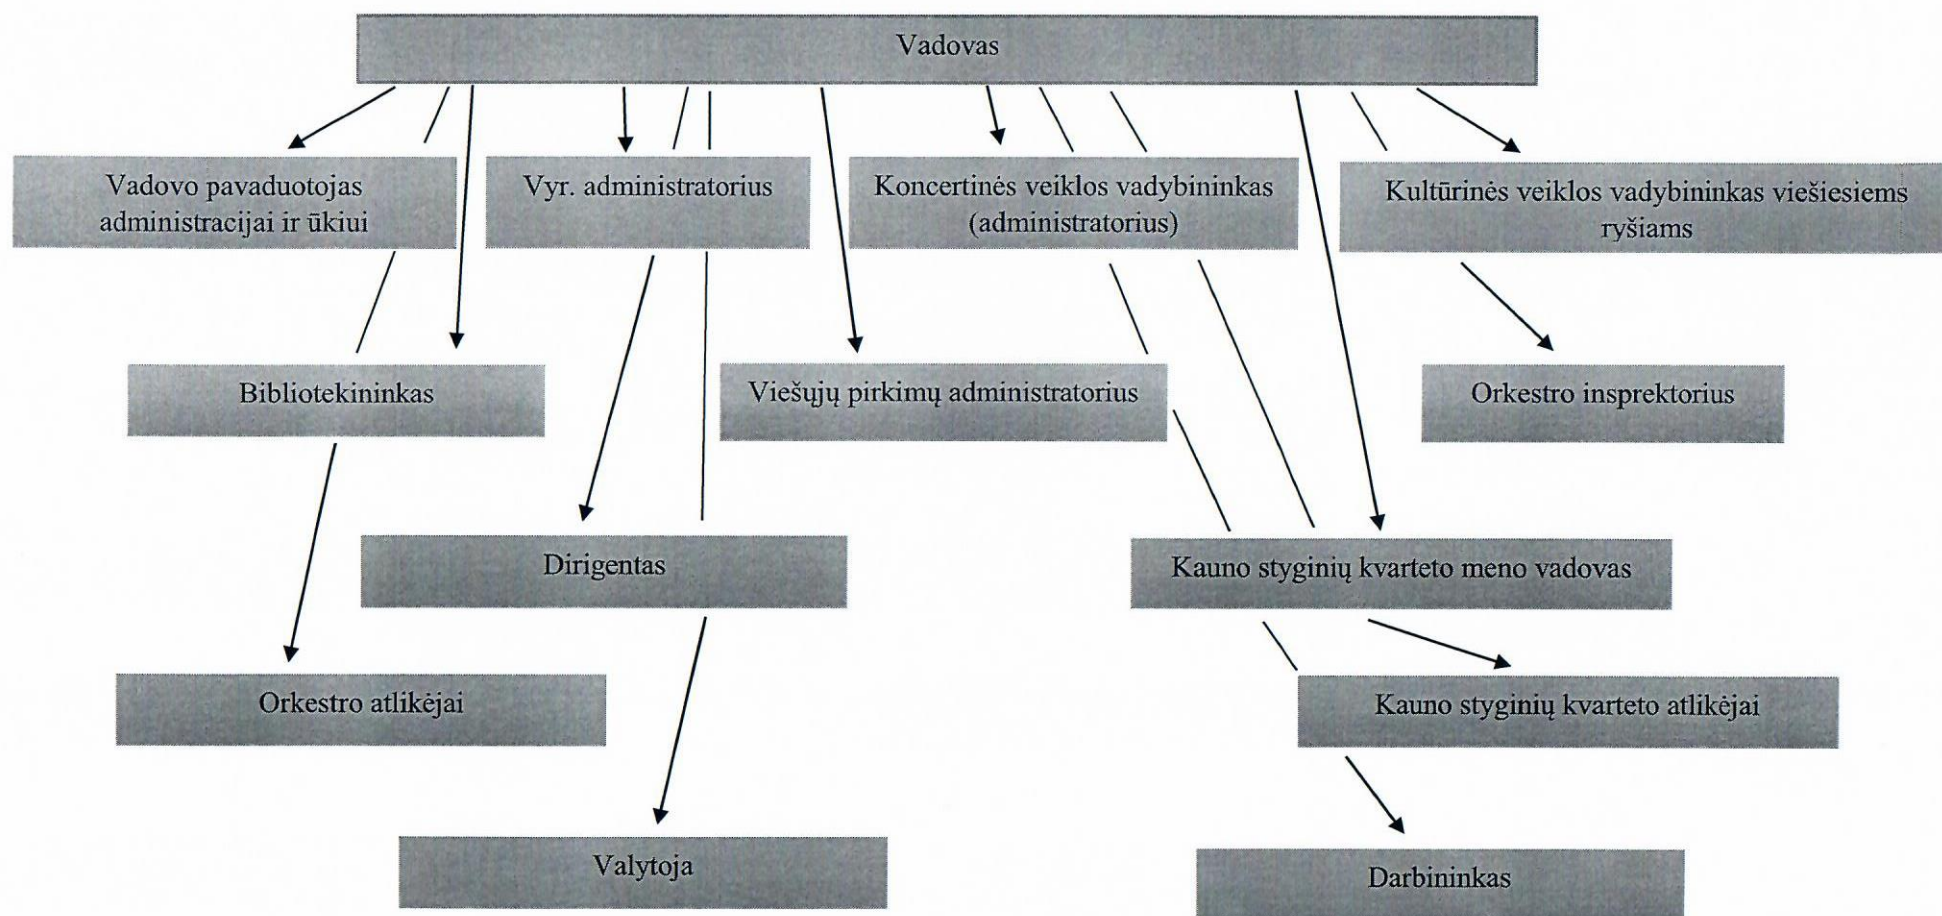 Vadovas
Vadovo pavaduotojas
administracijai ir ūkiui
Vyr. administratorius
Koncertinės veiklos vadybininkas
(administratorius)
Kultūrinės veiklos vadybininkas viešiesiems
ryšiams
Bibliotekininkas
Viešųjų pirkimų administratorius
Orkestro insprektorius
Dirigentas
Kauno styginių kvarteto meno vadovas
Orkestro atlikėjai
Kauno styginių kvarteto atlikėjai
Valytoja
Darbininkas